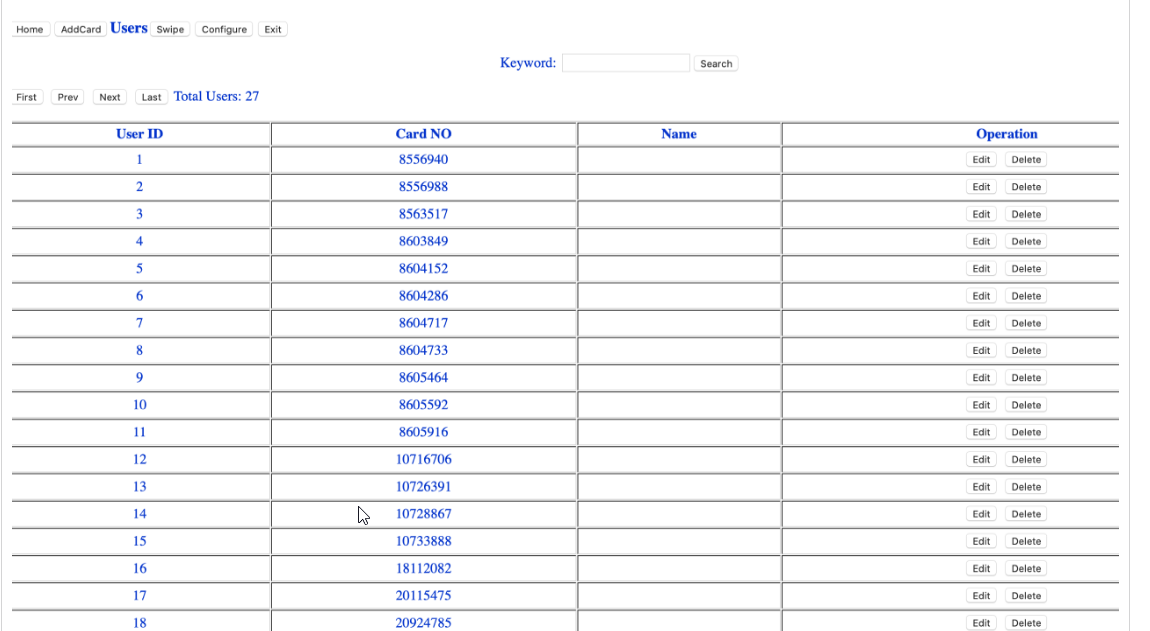 Home AddCard Users Swipe Configure Exit
Keyword: Search
First Prev Next Last Total Users: 27
User ID Card NO Name Operation
1 8556940 Edit Delete
2 8556988 Edit Delete
3 8563517 Edit Delete
4 8603849 Edit Delete
5 8604152 Edit Delete
6 8604286 Edit Delete
7 8604717 Edit Delete
8 8604733 Edit Delete
9 8605464 Edit Delete
10 8605592 Edit Delete
11 8605916 Edit Delete
12 10716706 Edit Delete
13 10726391 Edit Delete
14 10728867 Edit Delete
15 10733888 Edit Delete
16 18112082 Edit Delete
17 20115475 Edit Delete
18 20924785 Edit Delete